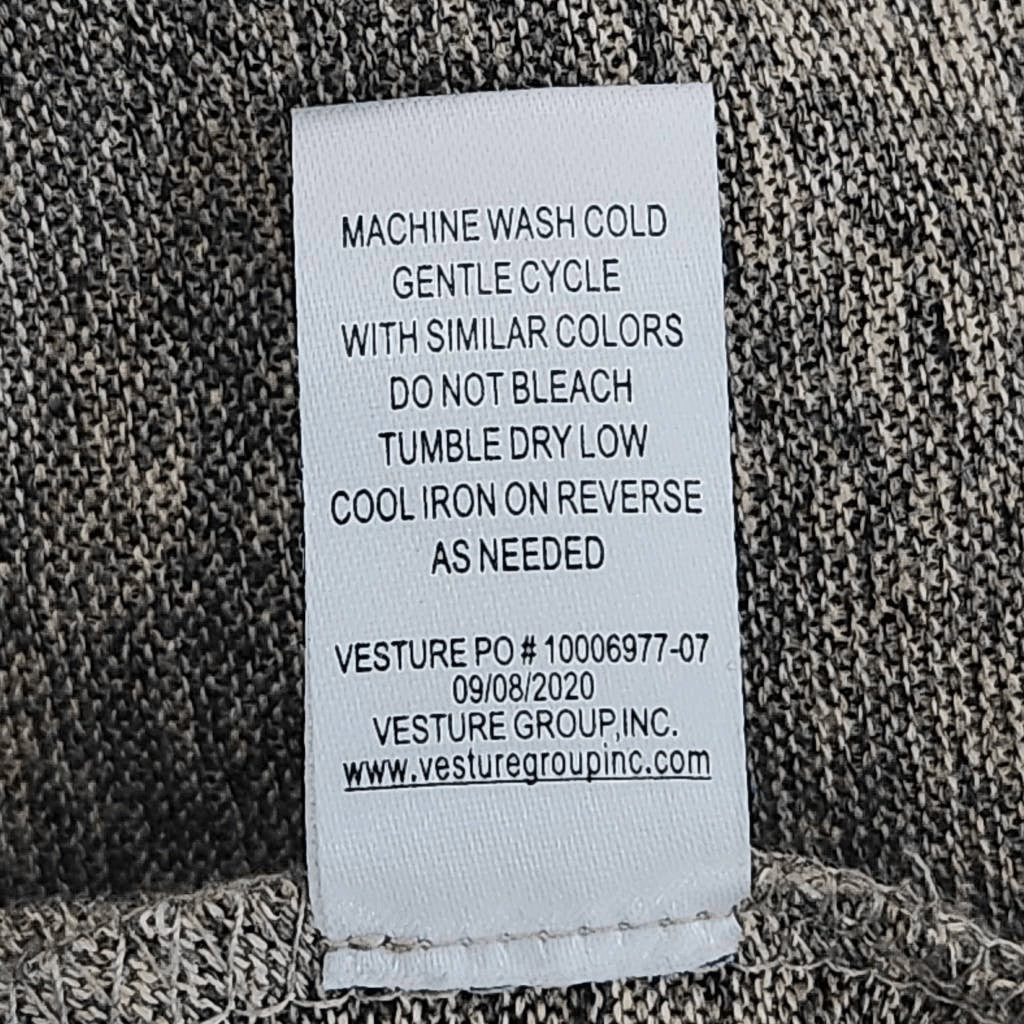 MACHINE WASH COLD
GENTLE CYCLE
WITH SIMILAR COLORS
DO NOT BLEACH
TUMBLE DRY LOW
COOL IRON ON REVERSE
AS NEEDED
VESTURE PO # 10006977-07
09/08/2020
VESTURE GROUP,INC.
www.vesturegroupinc.com